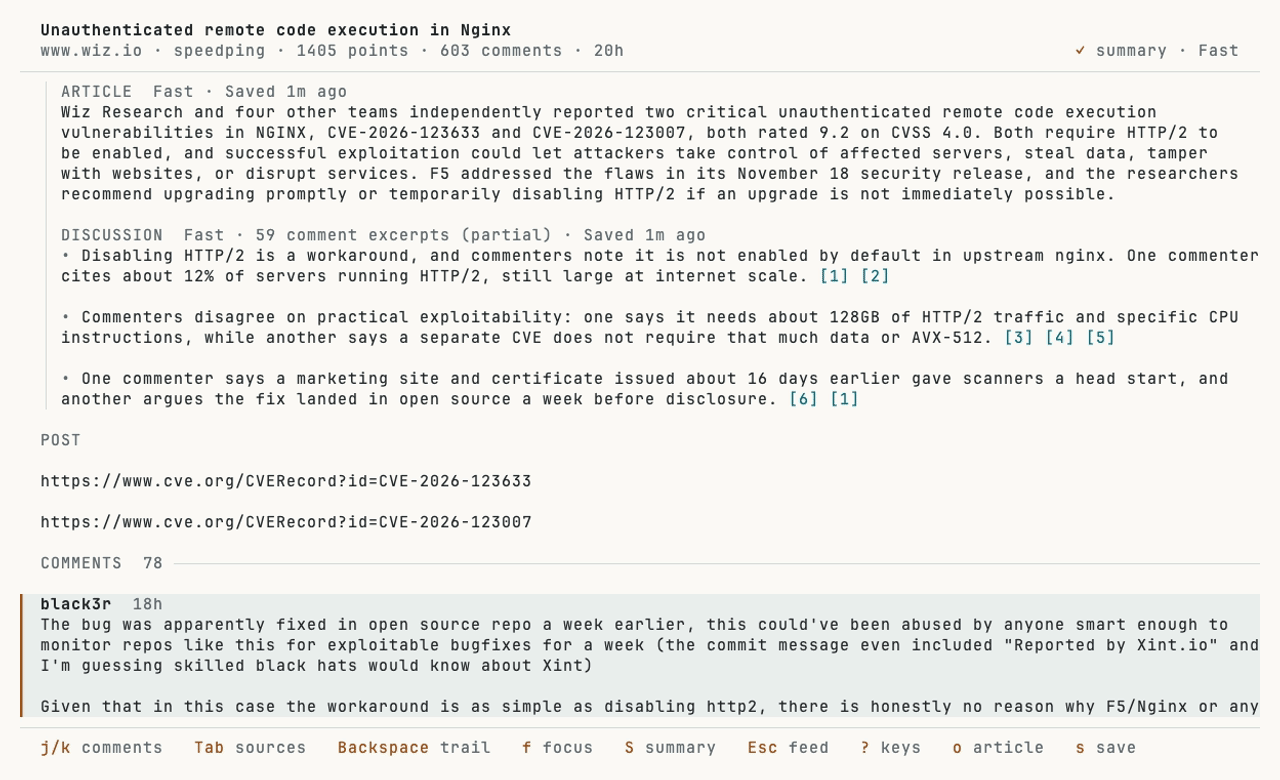 Unauthenticated remote code execution in Nginx
www.wiz.io · speedping · 1405 points · 603 comments · 20h
✓ summary · Fast
ARTICLE  Fast · Saved 1m ago
Wiz Research and four other teams independently reported two critical unauthenticated remote code execution
vulnerabilities in NGINX, CVE-2026-123633 and CVE-2026-123007, both rated 9.2 on CVSS 4.0. Both require HTTP/2 to
be enabled, and successful exploitation could let attackers take control of affected servers, steal data, tamper
with websites, or disrupt services. F5 addressed the flaws in its November 18 security release, and the researchers
recommend upgrading promptly or temporarily disabling HTTP/2 if an upgrade is not immediately possible.
DISCUSSION  Fast · 59 comment excerpts (partial) · Saved 1m ago
• Disabling HTTP/2 is a workaround, and commenters note it is not enabled by default in upstream nginx. One commenter
cites about 12% of servers running HTTP/2, still large at internet scale. [1] [2]
• Commenters disagree on practical exploitability: one says it needs about 128GB of HTTP/2 traffic and specific CPU
instructions, while another says a separate CVE does not require that much data or AVX-512. [3] [4] [5]
• One commenter says a marketing site and certificate issued about 16 days earlier gave scanners a head start, and
another argues the fix landed in open source a week before disclosure. [6] [1]
POST
https://www.cve.org/CVERecord?id=CVE-2026-123633
https://www.cve.org/CVERecord?id=CVE-2026-123007
COMMENTS  78
black3r  18h
The bug was apparently fixed in open source repo a week earlier, this could've been abused by anyone smart enough to
monitor repos like this for exploitable bugfixes for a week (the commit message even included "Reported by Xint.io" and
I'm guessing skilled black hats would know about Xint)
Given that in this case the workaround is as simple as disabling http2, there is honestly no reason why F5/Nginx or any
j/k comments  Tab sources  Backspace trail  f focus  S summary  Esc feed  ? keys  o article  s save